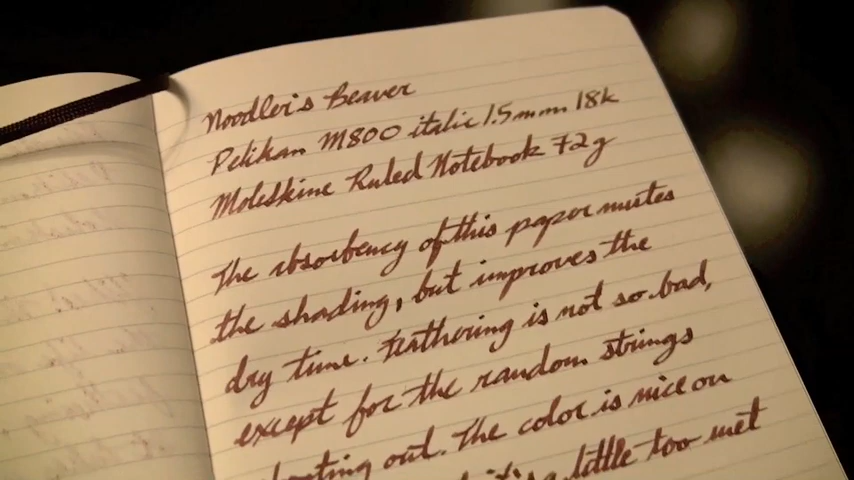 Noodler's Beaver
Pelikan M800 italic 1.5mm 18k
Moleskine Ruled Notebook 72g
The absorbency of this paper mutes
the shading, but improves the
dry time. Feathering is not so bad,
except for the random strings
out. The color is nice on
it's a little too wet